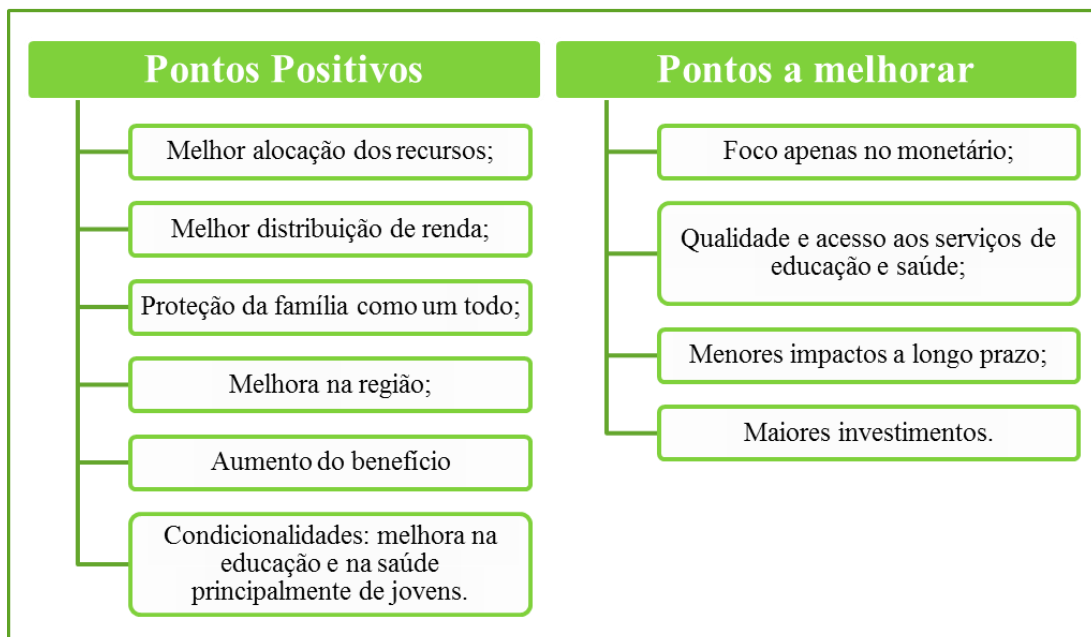 Pontos Positivos
Melhor alocação dos recursos;
Melhor distribuição de renda;
Proteção da família como um todo;
Melhora na região;
Aumento do benefício
Condicionalidades: melhora na
educação e na saúde
principalmente de jovens.
Pontos a melhorar
Foco apenas no monetário;
Qualidade e acesso aos serviços de
educação e saúde;
Menores impactos a longo prazo;
Maiores investimentos.